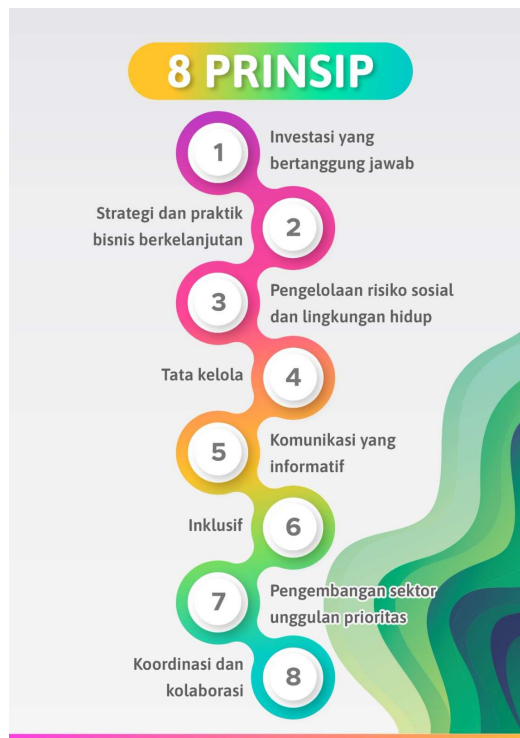 8 PRINSIP
1
Investasi yang
bertanggung jawab
Strategi dan praktik
bisnis berkelanjutan
2
3
Pengelolaan risiko sosial
dan lingkungan hidup
Tata kelola
4
5
Komunikasi yang
informatif
Inklusif
6
7
Pengembangan sektor
unggulan prioritas
Koordinasi dan
kolaborasi
8